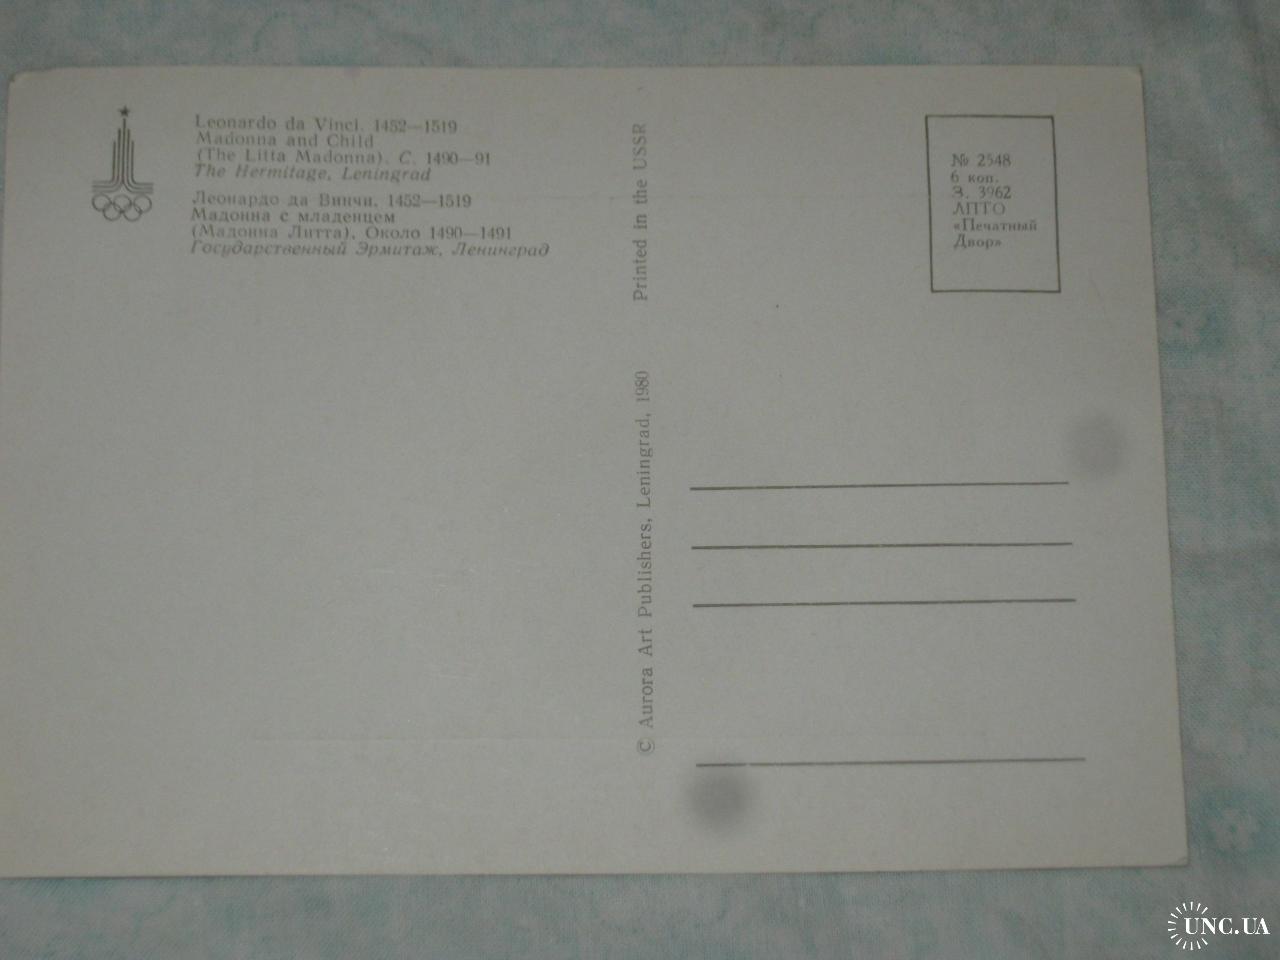 Leonardo da Vinci. 1452—1519
Madonna and Child
(The Litta Madonna). C. 1490—91
The Hermitage, Leningrad
Леонардо да Винчи. 1452—1519
Мадонна с младенцем
(Мадонна Литта). Около 1490—1491
Государственный Эрмитаж, Ленинград
© Aurora Art Publishers, Leningrad, 1980
Printed in the USSR
№ 2548
6 коп.
З. 3962
ЛПТО
«Печатный
Двор»
UNC.UA